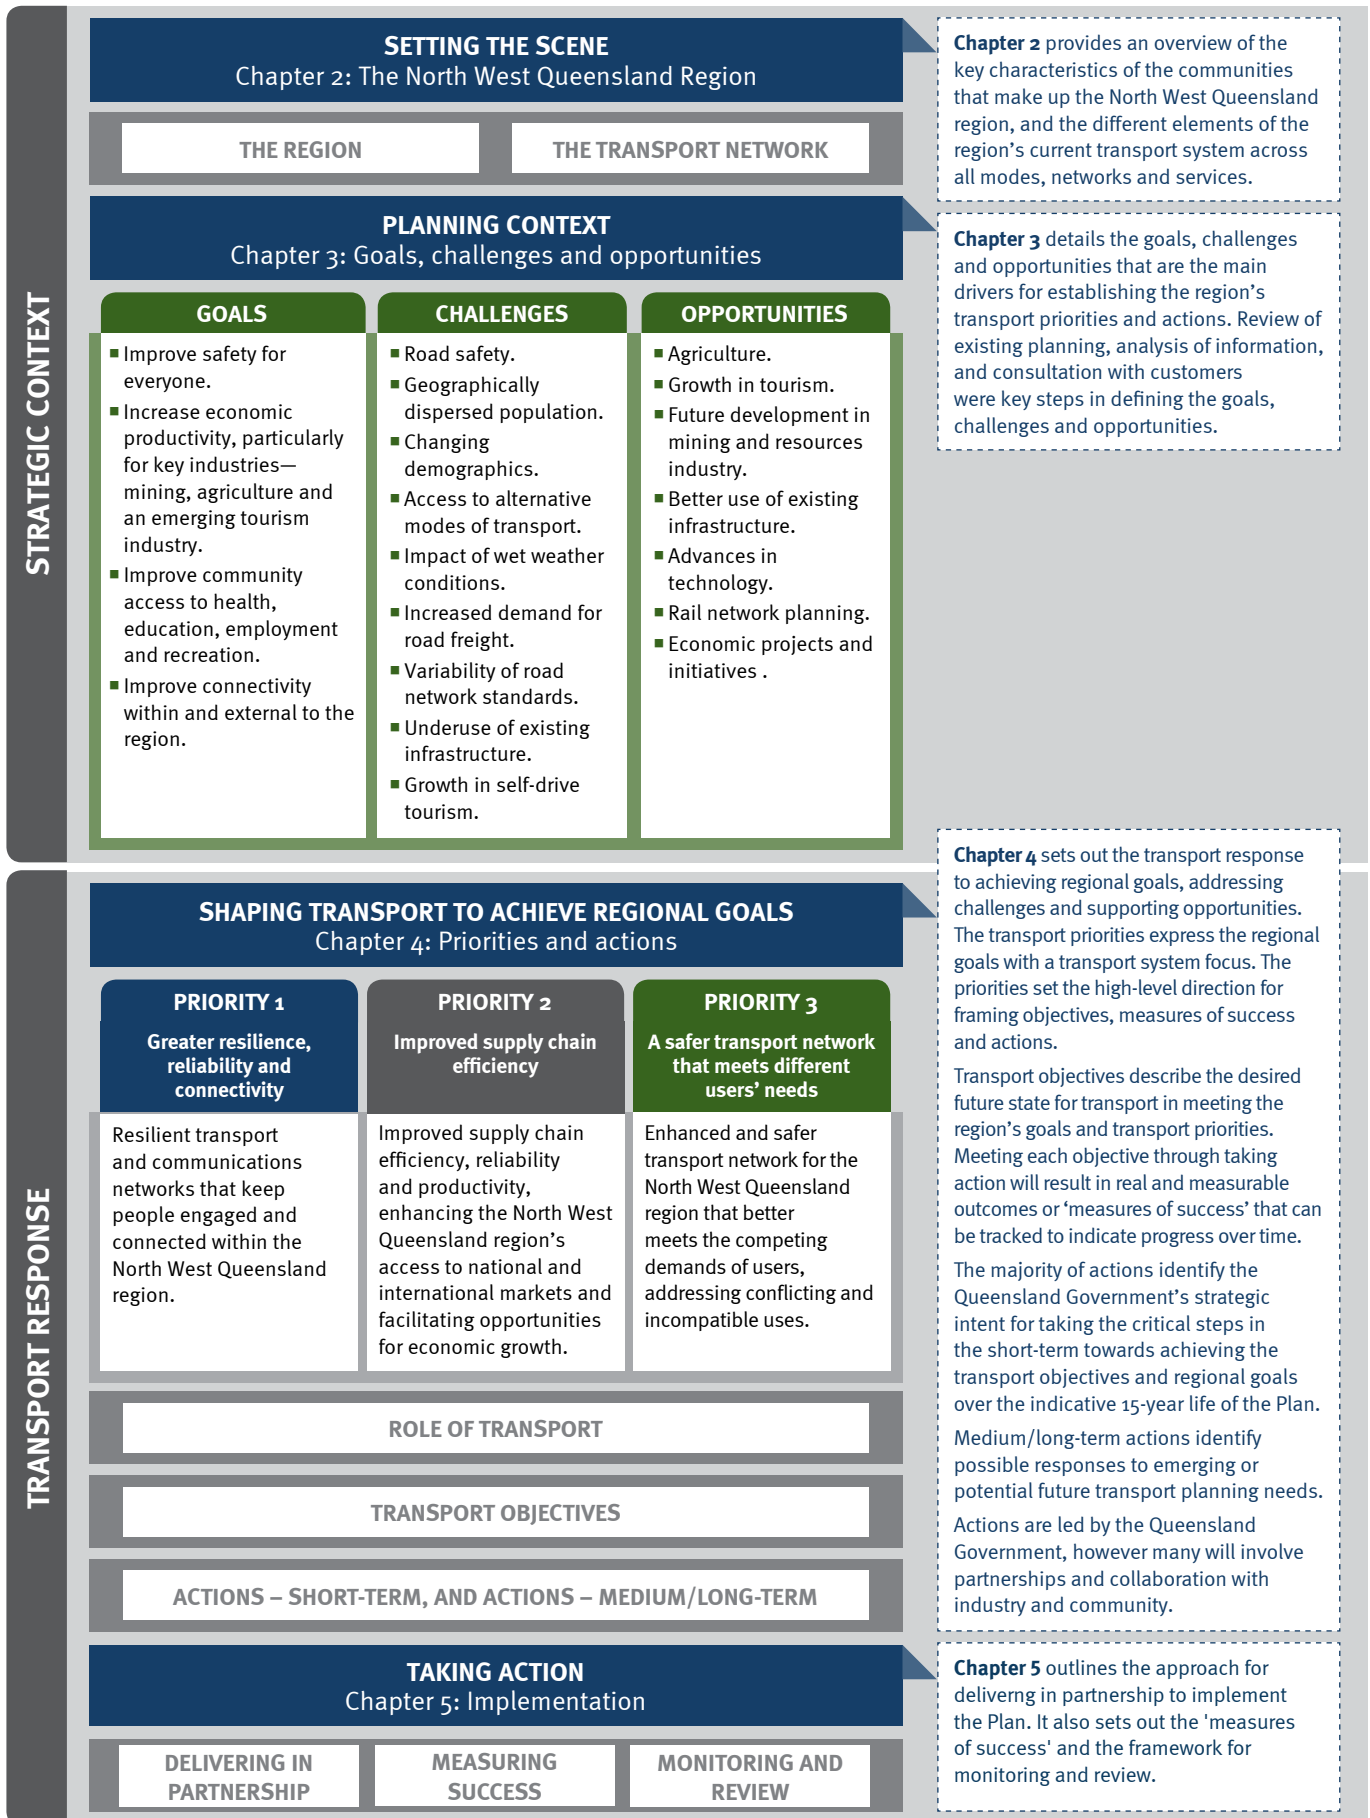 STRATEGIC CONTEXT
SETTING THE SCENE
Chapter 2: The North West Queensland Region
THE REGION
THE TRANSPORT NETWORK
Chapter 2 provides an overview of the
key characteristics of the communities
that make up the North West Queensland
region, and the different elements of the
region’s current transport system across
all modes, networks and services.
PLANNING CONTEXT
Chapter 3: Goals, challenges and opportunities
Chapter 3 details the goals, challenges
and opportunities that are the main
drivers for establishing the region’s
transport priorities and actions. Review of
existing planning, analysis of information,
and consultation with customers
were key steps in defining the goals,
challenges and opportunities.
GOALS
■ Improve safety for
everyone.
■ Increase economic
productivity, particularly
for key industries—
mining, agriculture and
an emerging tourism
industry.
■ Improve community
access to health,
education, employment
and recreation.
■ Improve connectivity
within and external to the
region.
CHALLENGES
■ Road safety.
■ Geographically
dispersed population.
■ Changing
demographics.
■ Access to alternative
modes of transport.
■ Impact of wet weather
conditions.
■ Increased demand for
road freight.
■ Variability of road
network standards.
■ Underuse of existing
infrastructure.
■ Growth in self-drive
tourism.
OPPORTUNITIES
■ Agriculture.
■ Growth in tourism.
■ Future development in
mining and resources
industry.
■ Better use of existing
infrastructure.
■ Advances in
technology.
■ Rail network planning.
■ Economic projects and
initiatives .
TRANSPORT RESPONSE
SHAPING TRANSPORT TO ACHIEVE REGIONAL GOALS
Chapter 4: Priorities and actions
PRIORITY 1
Greater resilience,
reliability and
connectivity
Resilient transport
and communications
networks that keep
people engaged and
connected within the
North West Queensland
region.
PRIORITY 2
Improved supply chain
efficiency
Improved supply chain
efficiency, reliability
and productivity,
enhancing the North West
Queensland region’s
access to national and
international markets and
facilitating opportunities
for economic growth.
PRIORITY 3
A safer transport network
that meets different
users’ needs
Enhanced and safer
transport network for the
North West Queensland
region that better
meets the competing
demands of users,
addressing conflicting and
incompatible uses.
ROLE OF TRANSPORT
TRANSPORT OBJECTIVES
ACTIONS – SHORT-TERM, AND ACTIONS – MEDIUM/LONG-TERM
Chapter 4 sets out the transport response
to achieving regional goals, addressing
challenges and supporting opportunities.
The transport priorities express the regional
goals with a transport system focus. The
priorities set the high-level direction for
framing objectives, measures of success
and actions.
Transport objectives describe the desired
future state for transport in meeting the
region’s goals and transport priorities.
Meeting each objective through taking
action will result in real and measurable
outcomes or ‘measures of success’ that can
be tracked to indicate progress over time.
The majority of actions identify the
Queensland Government’s strategic
intent for taking the critical steps in
the short-term towards achieving the
transport objectives and regional goals
over the indicative 15-year life of the Plan.
Medium/long-term actions identify
possible responses to emerging or
potential future transport planning needs.
Actions are led by the Queensland
Government, however many will involve
partnerships and collaboration with
industry and community.
TAKING ACTION
Chapter 5: Implementation
DELIVERING IN
PARTNERSHIP
MEASURING
SUCCESS
MONITORING AND
REVIEW
Chapter 5 outlines the approach for
deliverng in partnership to implement
the Plan. It also sets out the 'measures
of success' and the framework for
monitoring and review.